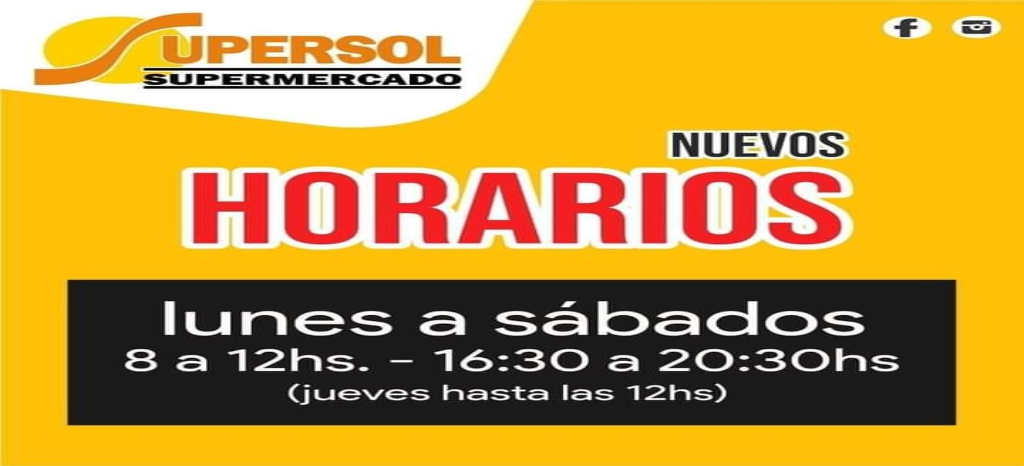 SUPERSOL
SUPERMERCADO
NUEVOS
HORARIOS
lunes a sábados
8 a 12hs. - 16:30 a 20:30hs
(jueves hasta las 12hs)